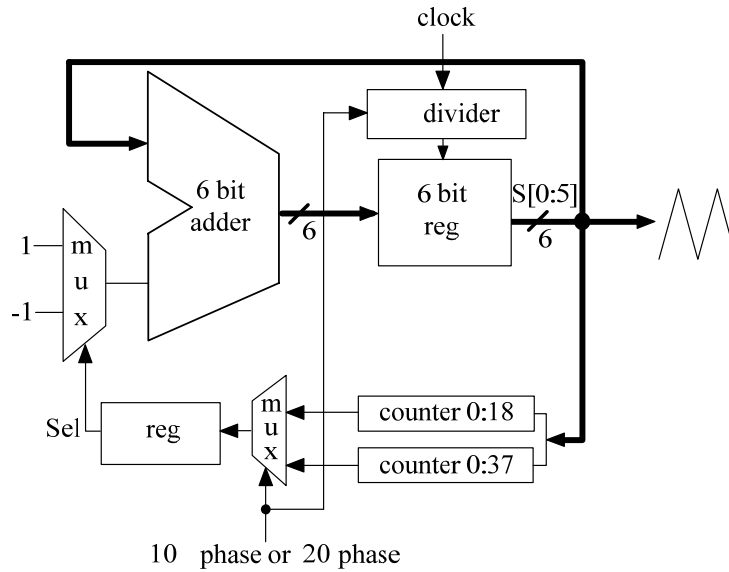 clock
divider
6 bit
adder
6
6 bit
reg
S[0:5]
6
1
-1
m
u
x
Sel
reg
m
u
x
counter 0:18
counter 0:37
10 phase or 20 phase